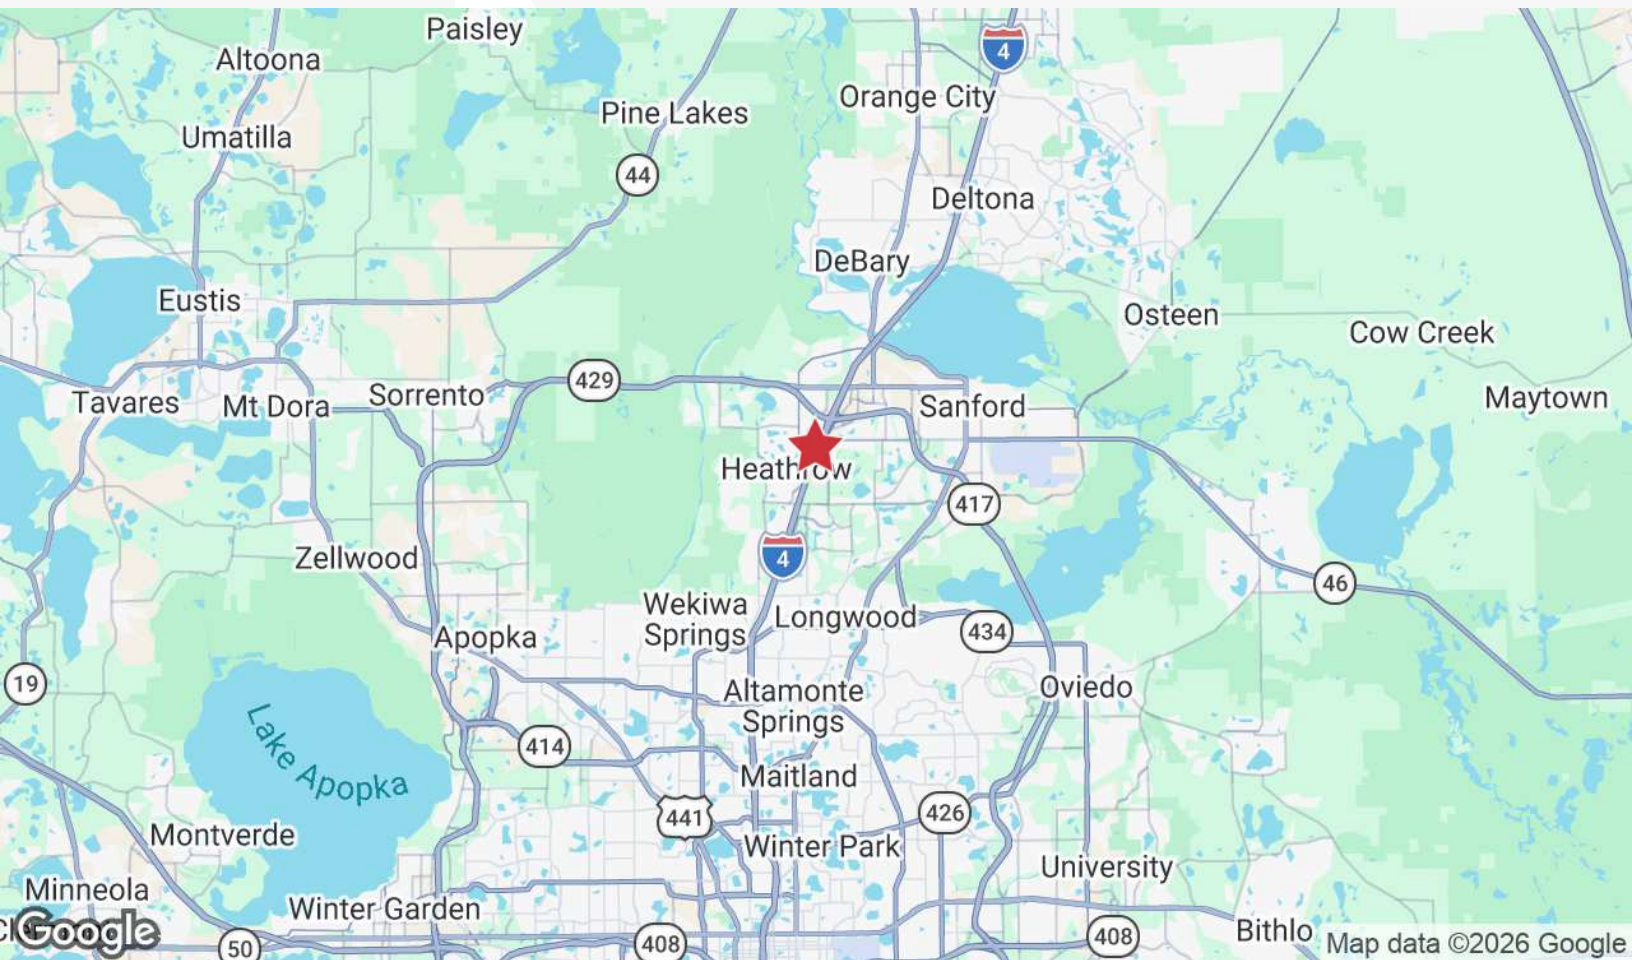 Paisley
Altoona
4
Orange City
Pine Lakes
Umatilla
44
Deltona
DeBary
Eustis
Osteen
Cow Creek
429
Sorrento
Tavares
Mt Dora
Sanford
Maytown
Heathrow
417
4
Zellwood
46
Wekiwa
Springs
Longwood
434
Apopka
19
Oviedo
Altamonte
Springs
Lake Apopka
414
Maitland
441
426
Montverde
Winter Park
University
Minneola
Winter Garden
Google
50
408
408
Bithlo
Map data ©2026 Google